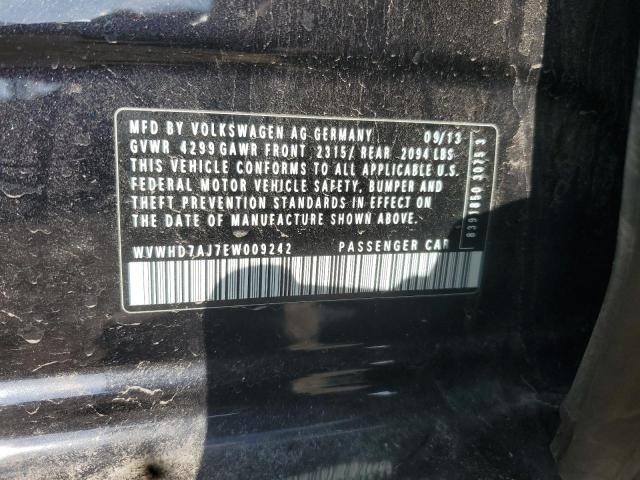 MFD BY VOLKSWAGEN AG GERMANY 09/13
GVWR 4299 GAWR FRONT 2315/ REAR 2094 LBS
THIS VEHICLE CONFORMS TO ALL APPLICABLE U.S.
FEDERAL MOTOR VEHICLE SAFETY, BUMPER AND
THEFT PREVENTION STANDARDS IN EFFECT ON
THE DATE OF MANUFACTURE SHOWN ABOVE.
WVWHD7AJ7EW009242 PASSENGER CAR